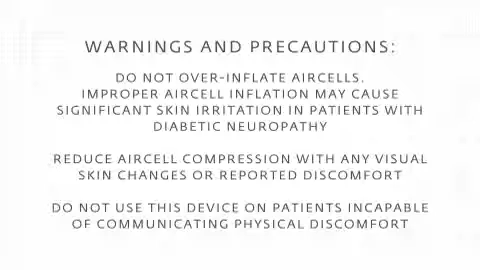 WARNINGS AND PRECAUTIONS:
DO NOT OVER-INFLATE AIRCELLS.
IMPROPER AIRCELL INFLATION MAY CAUSE
SIGNIFICANT SKIN IRRITATION IN PATIENTS WITH
DIABETIC NEUROPATHY
REDUCE AIRCELL COMPRESSION WITH ANY VISUAL
SKIN CHANGES OR REPORTED DISCOMFORT
DO NOT USE THIS DEVICE ON PATIENTS INCAPABLE
OF COMMUNICATING PHYSICAL DISCOMFORT